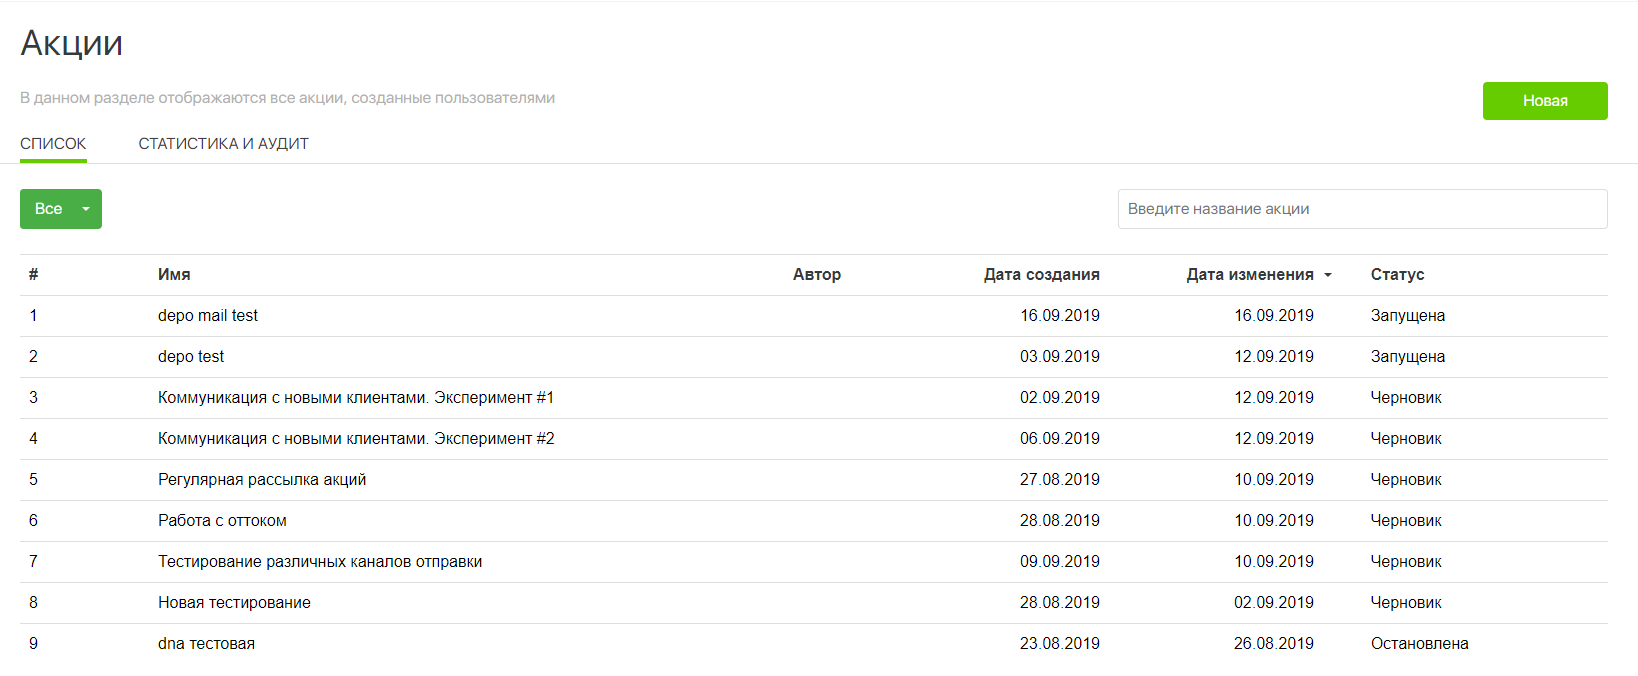 Акции
В данном разделе отображаются все акции, созданные пользователями
Новая
СПИСОК СТАТИСТИКА И АУДИТ
Все
Введите название акции
# Имя Автор Дата создания Дата изменения Статус
1 depo mail test 16.09.2019 16.09.2019 Запущена
2 depo test 03.09.2019 12.09.2019 Запущена
3 Коммуникация с новыми клиентами. Эксперимент #1 02.09.2019 12.09.2019 Черновик
4 Коммуникация с новыми клиентами. Эксперимент #2 06.09.2019 12.09.2019 Черновик
5 Регулярная рассылка акций 27.08.2019 10.09.2019 Черновик
6 Работа с оттоком 28.08.2019 10.09.2019 Черновик
7 Тестирование различных каналов отправки 09.09.2019 10.09.2019 Черновик
8 Новая тестирование 28.08.2019 02.09.2019 Черновик
9 dna тестовая 23.08.2019 26.08.2019 Остановлена